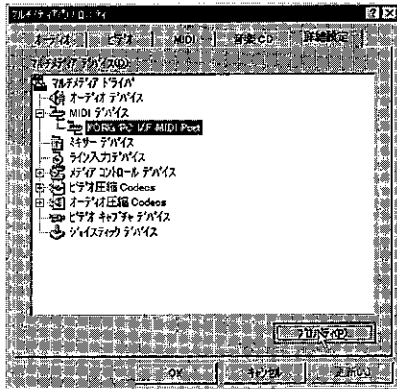 マルチメディアのプロパティ
オーディオ ビデオ MIDI 音楽CD 詳細設定
マルチメディア デバイス(D):
マルチメディア ドライバ
オーディオ デバイス
MIDI デバイス
KORG PC I/F MIDI Port
ミキサー デバイス
ライン入力デバイス
メディア コントロール デバイス
ビデオ圧縮 Codecs
オーディオ圧縮 Codecs
ビデオ キャプチャ デバイス
ジョイスティック デバイス
プロパティ(P)
OK キャンセル